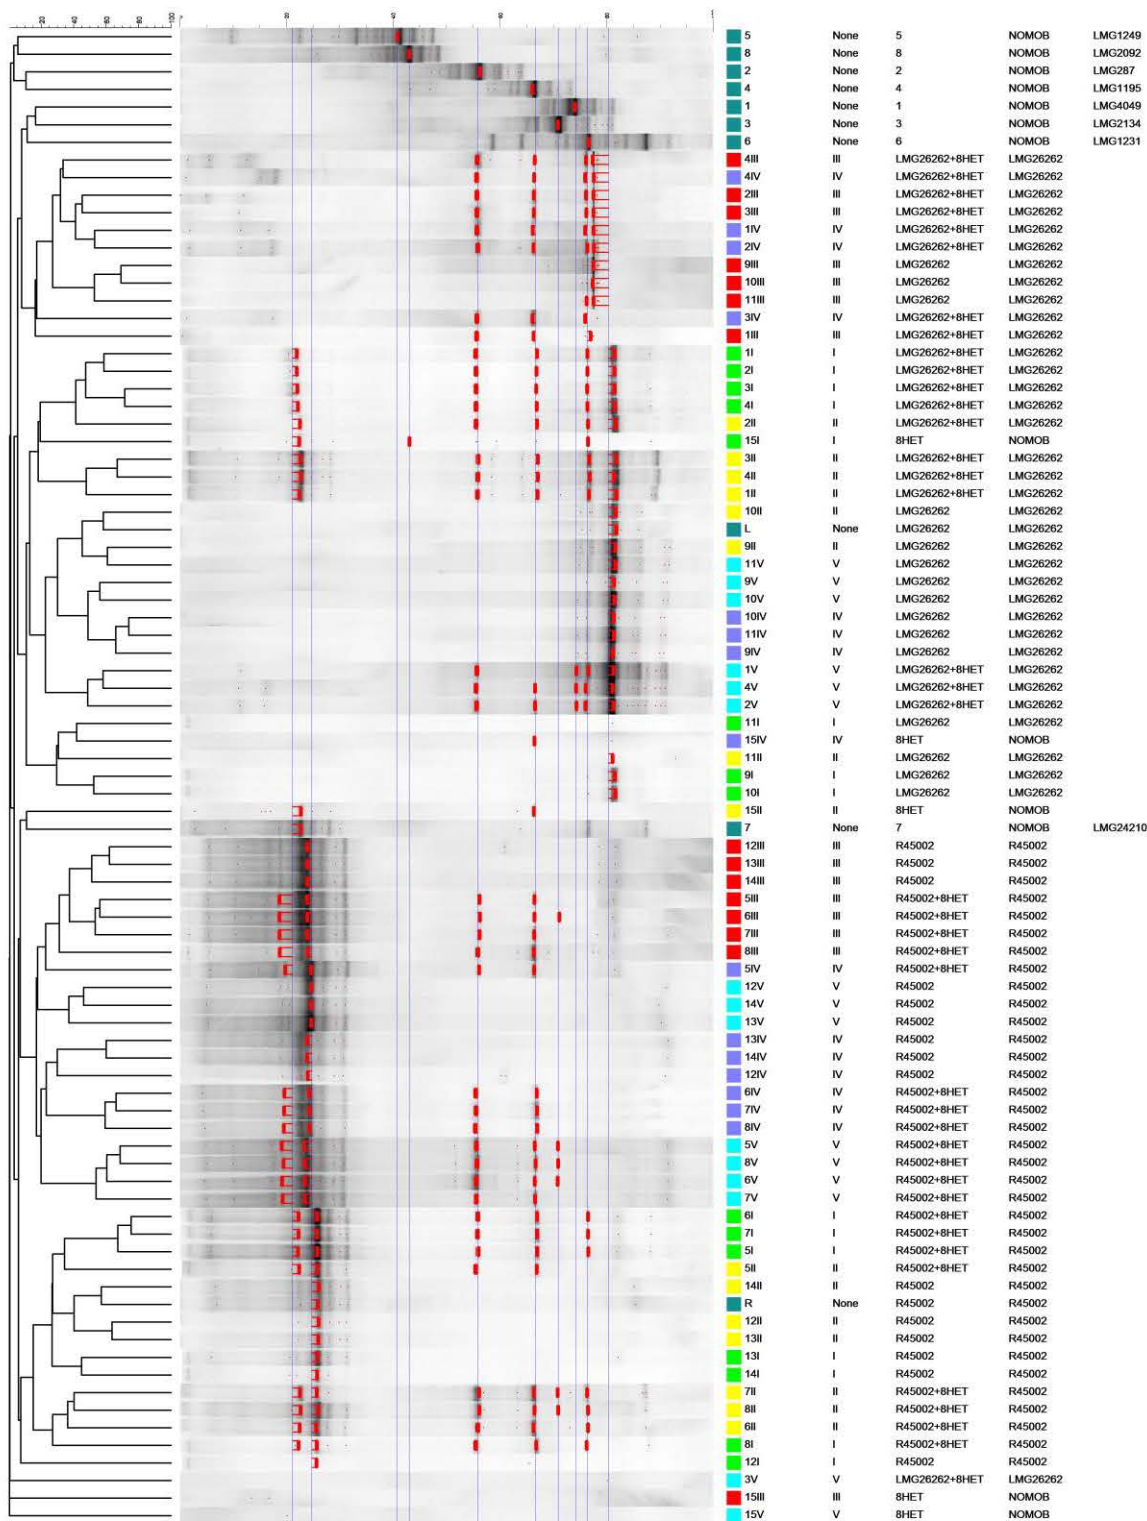 20 40 60 80 100 20 40 60 80
5 None 5 NOMOB LMG1249
8 None 8 NOMOB LMG2092
2 None 2 NOMOB LMG287
4 None 4 NOMOB LMG1195
1 None 1 NOMOB LMG4049
3 None 3 NOMOB LMG2134
6 None 6 NOMOB LMG1231
4III III LMG26262+8HET LMG26262
4IV IV LMG26262+8HET LMG26262
2III III LMG26262+8HET LMG26262
3III III LMG26262+8HET LMG26262
1IV IV LMG26262+8HET LMG26262
2IV IV LMG26262+8HET LMG26262
9III III LMG26262 LMG26262
10III III LMG26262 LMG26262
11III III LMG26262 LMG26262
3IV IV LMG26262+8HET LMG26262
1III III LMG26262+8HET LMG26262
1I I LMG26262+8HET LMG26262
2I I LMG26262+8HET LMG26262
3I I LMG26262+8HET LMG26262
4I I LMG26262+8HET LMG26262
2II II LMG26262+8HET LMG26262
15I I 8HET NOMOB
3II II LMG26262+8HET LMG26262
4II II LMG26262+8HET LMG26262
1II II LMG26262+8HET LMG26262
10II II LMG26262 LMG26262
L None LMG26262 LMG26262
9II II LMG26262 LMG26262
11V V LMG26262 LMG26262
9V V LMG26262 LMG26262
10V V LMG26262 LMG26262
10IV IV LMG26262 LMG26262
11IV IV LMG26262 LMG26262
9IV IV LMG26262 LMG26262
1V V LMG26262+8HET LMG26262
4V V LMG26262+8HET LMG26262
2V V LMG26262+8HET LMG26262
11I I LMG26262 LMG26262
15IV IV 8HET NOMOB
11II II LMG26262 LMG26262
9I I LMG26262 LMG26262
10I I LMG26262 LMG26262
15II II 8HET NOMOB
7 None 7 NOMOB LMG24210
12III III R45002 R45002
13III III R45002 R45002
14III III R45002 R45002
5III III R45002+8HET R45002
6III III R45002+8HET R45002
7III III R45002+8HET R45002
8III III R45002+8HET R45002
5IV IV R45002+8HET R45002
12V V R45002 R45002
14V V R45002 R45002
13V V R45002 R45002
13IV IV R45002 R45002
14IV IV R45002 R45002
12IV IV R45002 R45002
6IV IV R45002+8HET R45002
7IV IV R45002+8HET R45002
8IV IV R45002+8HET R45002
5V V R45002+8HET R45002
8V V R45002+8HET R45002
6V V R45002+8HET R45002
7V V R45002+8HET R45002
6I I R45002+8HET R45002
7I I R45002+8HET R45002
5I I R45002+8HET R45002
5II II R45002+8HET R45002
14II II R45002 R45002
R None R45002 R45002
12II II R45002 R45002
13II II R45002 R45002
13I I R45002 R45002
14I I R45002 R45002
7II II R45002+8HET R45002
8II II R45002+8HET R45002
6II II R45002+8HET R45002
8I I R45002+8HET R45002
12I I R45002 R45002
3V V LMG26262+8HET LMG26262
15III III 8HET NOMOB
15V V 8HET NOMOB